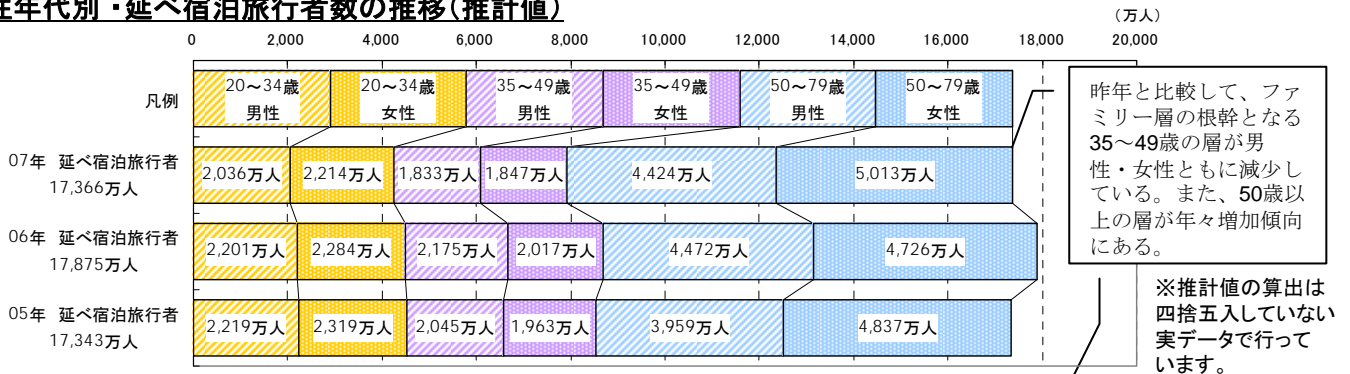 年代別・延べ宿泊旅行者数の推移(推計値)
(万人)
0 2,000 4,000 6,000 8,000 10,000 12,000 14,000 16,000 18,000 20,000
凡例
20～34歳 男性
20～34歳 女性
35～49歳 男性
35～49歳 女性
50～79歳 男性
50～79歳 女性
07年 延べ宿泊旅行者
17,366万人
2,036万人 2,214万人 1,833万人 1,847万人 4,424万人 5,013万人
06年 延べ宿泊旅行者
17,875万人
2,201万人 2,284万人 2,175万人 2,017万人 4,472万人 4,726万人
05年 延べ宿泊旅行者
17,343万人
2,219万人 2,319万人 2,045万人 1,963万人 3,959万人 4,837万人
昨年と比較して、ファ
ミリー層の根幹となる
35～49歳の層が男
性・女性ともに減少し
ている。また、50歳以
上の層が年々増加傾向
にある。
※推計値の算出は
四捨五入していない
実データで行って
います。